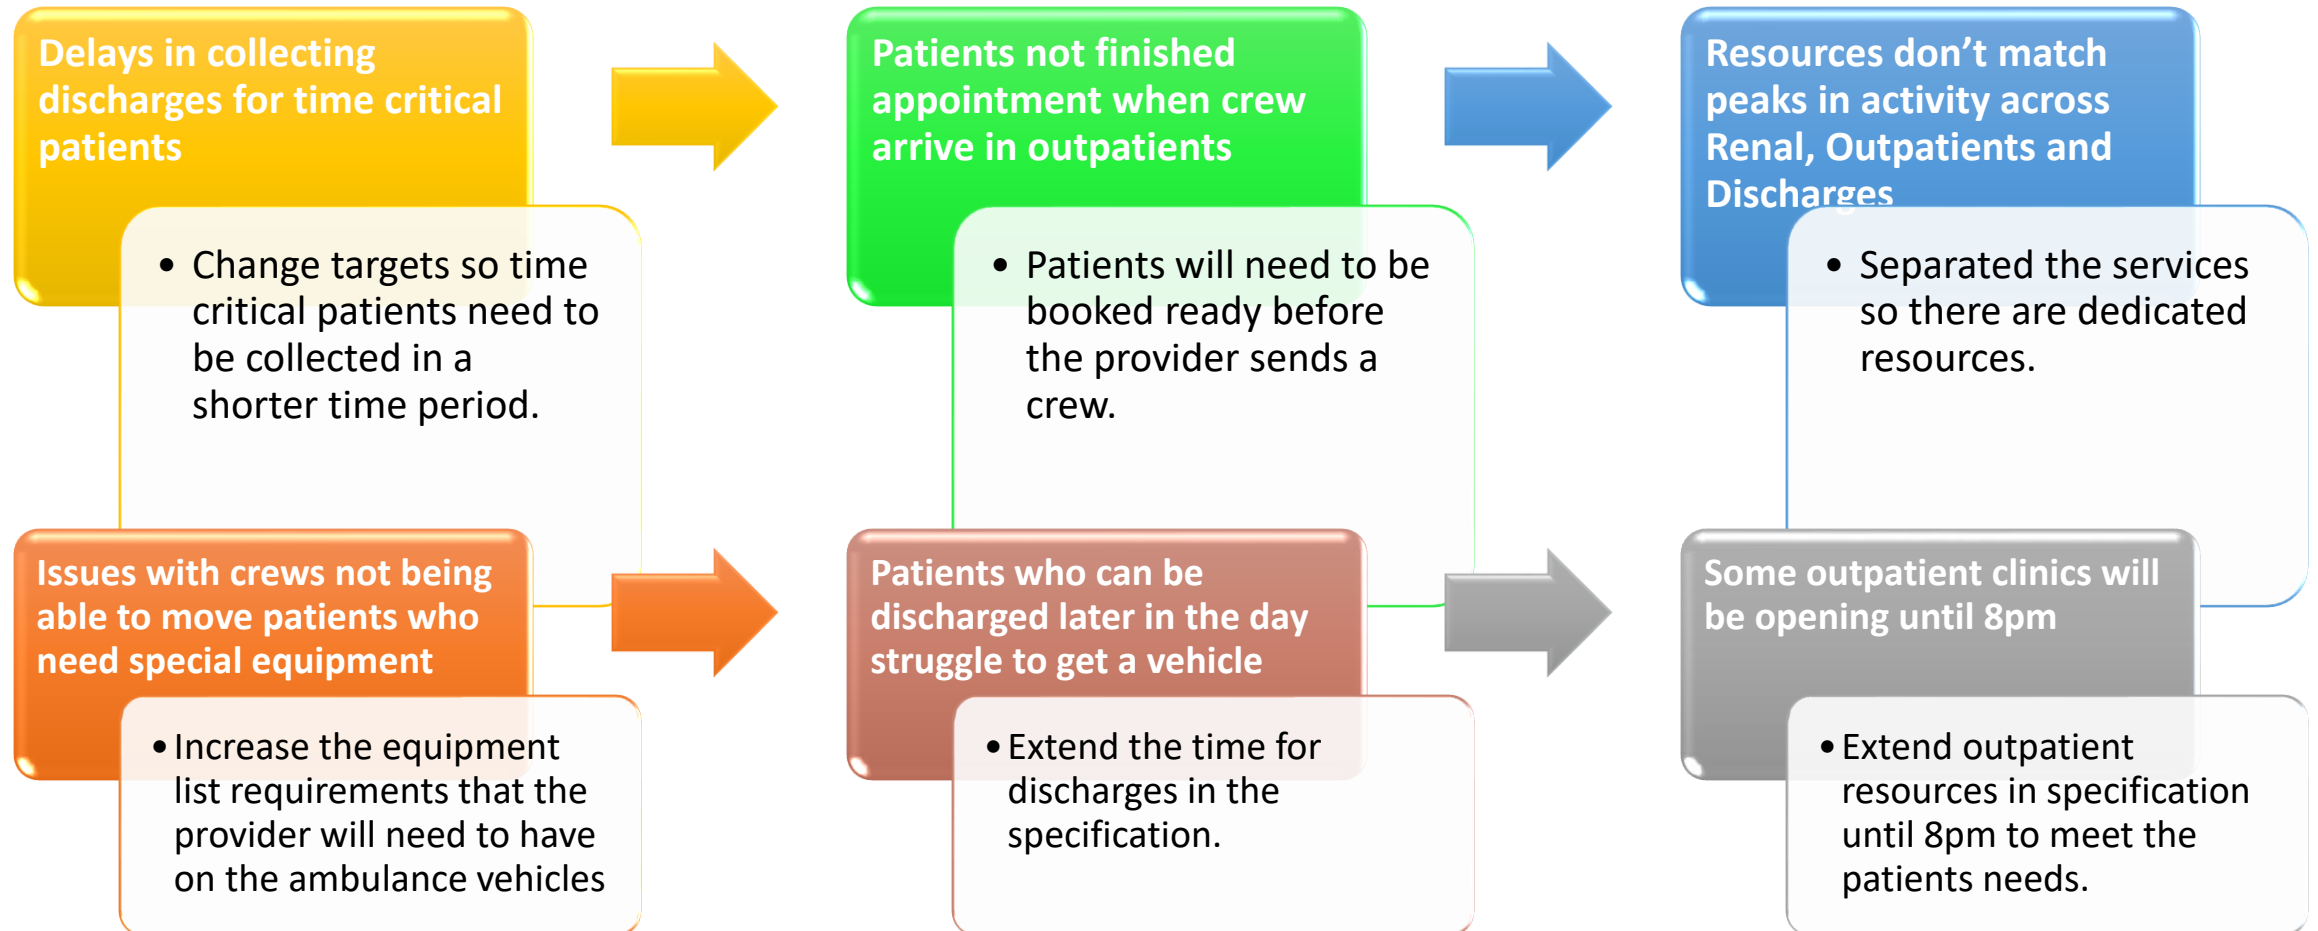 Delays in collecting
discharges for time critical
patients
• Change targets so time
critical patients need to
be collected in a
shorter time period.
Patients not finished
appointment when crew
arrive in outpatients
• Patients will need to be
booked ready before
the provider sends a
crew.
Resources don’t match
peaks in activity across
Renal, Outpatients and
Discharges
• Separated the services
so there are dedicated
resources.
Issues with crews not being
able to move patients who
need special equipment
• Increase the equipment
list requirements that the
provider will need to have
on the ambulance vehicles
Patients who can be
discharged later in the day
struggle to get a vehicle
• Extend the time for
discharges in the
specification.
Some outpatient clinics will
be opening until 8pm
• Extend outpatient
resources in specification
until 8pm to meet the
patients needs.